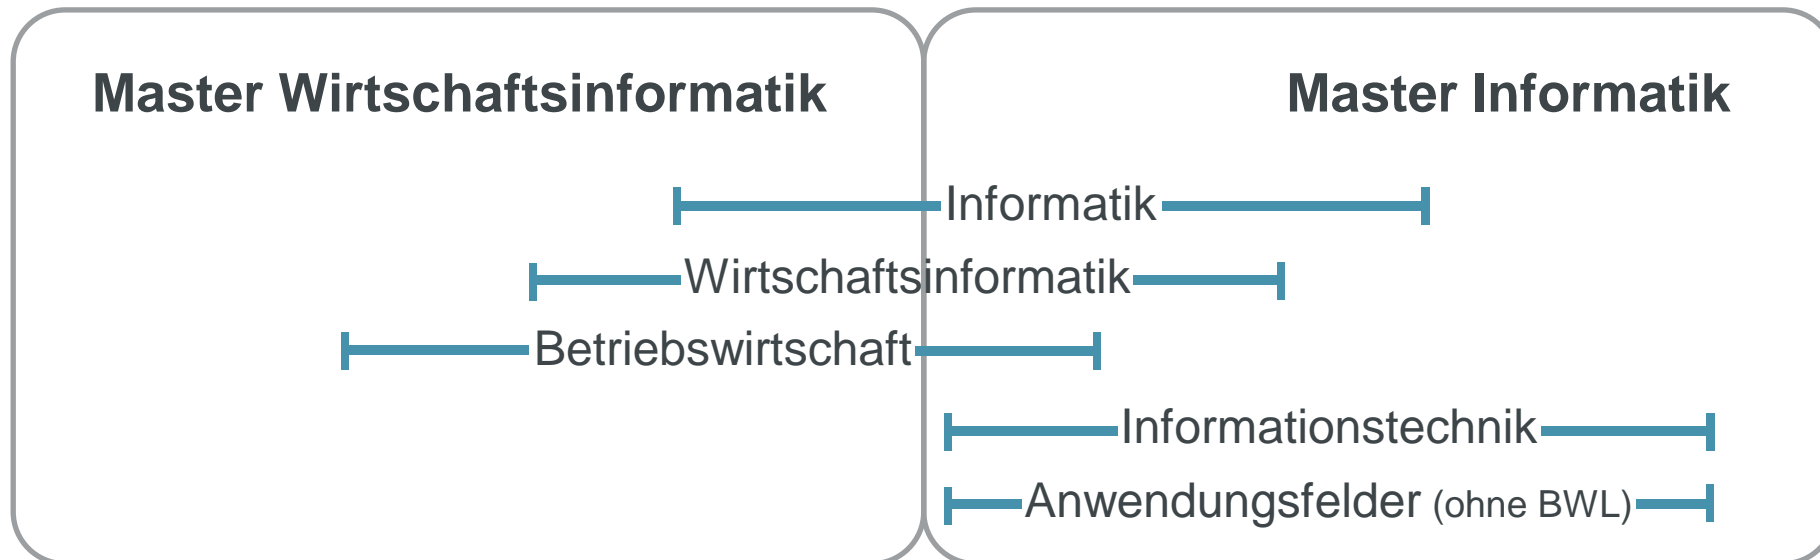 Master Wirtschaftsinformatik
Master Informatik
Informatik
Wirtschaftsinformatik
Betriebswirtschaft
Informationstechnik
Anwendungsfelder (ohne BWL)